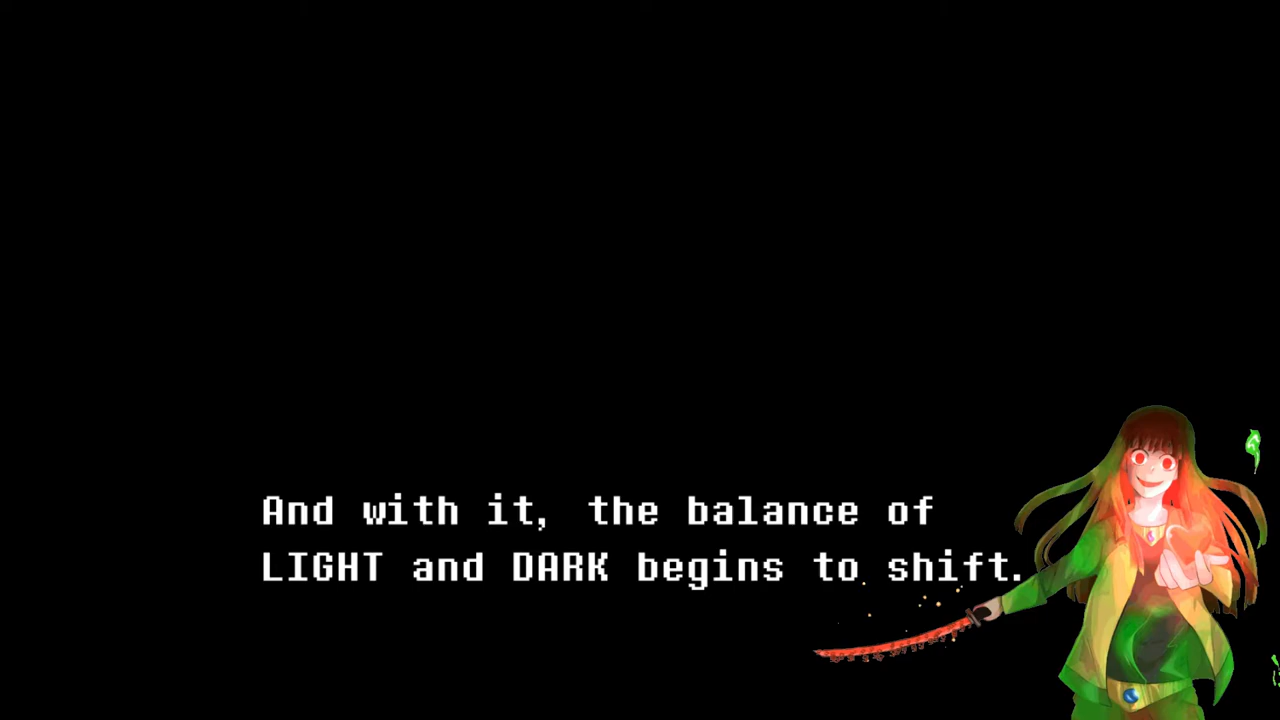 And with it, the balance of
LIGHT and DARK begins to shift.